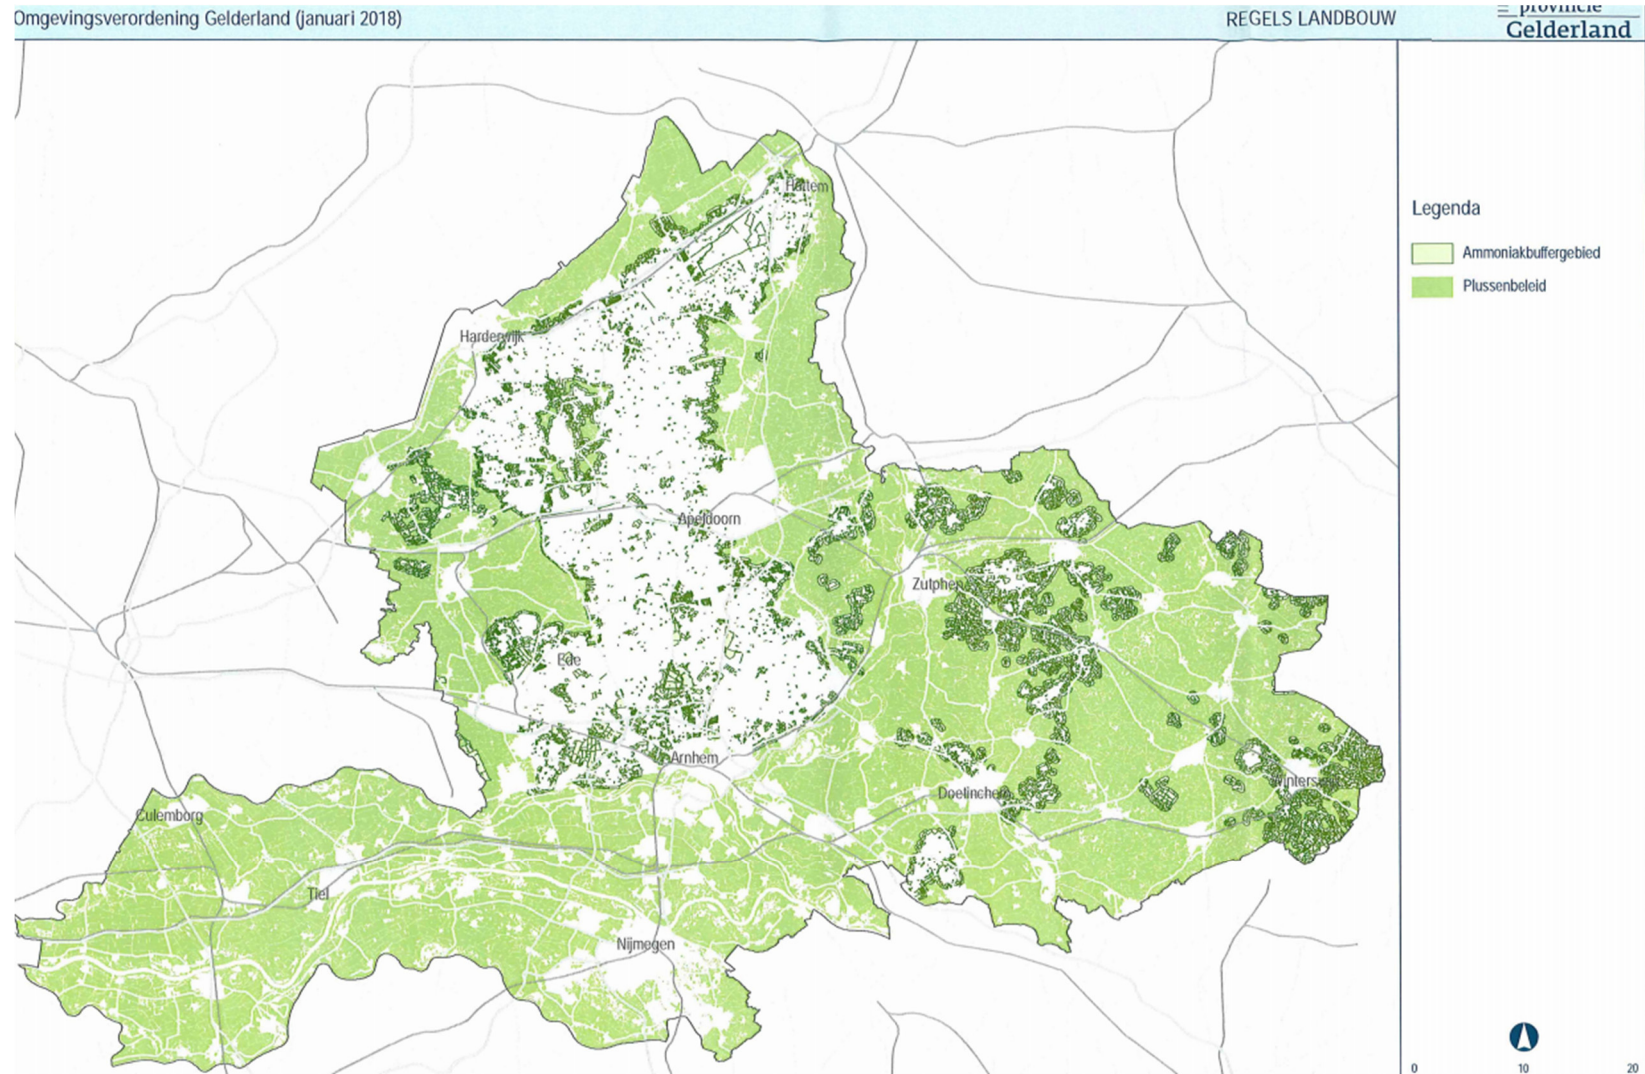 Omgevingsverordening Gelderland (januari 2018)
REGELS LANDBOUW
provincie
Gelderland
Legenda
Ammoniakbuffergebied
Plussenbeleid
Hattem
Harderwijk
Apeldoorn
Zutphen
Ede
Arnhem
Doetinchem
Winterswijk
Culemborg
Tiel
Nijmegen
0 10 20